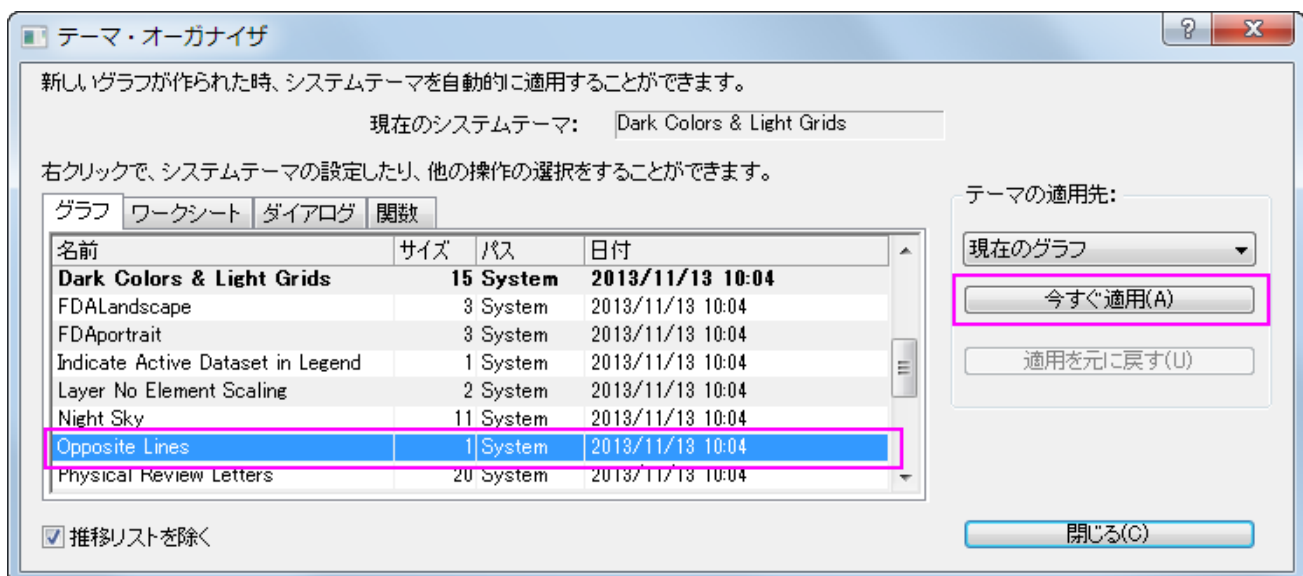 テーマ・オーガナイザ
新しいグラフが作られた時、システムテーマを自動的に適用することができます。
現在のシステムテーマ: Dark Colors & Light Grids
右クリックで、システムテーマの設定したり、他の操作の選択をすることができます。
グラフ ワークシート ダイアログ 関数
名前 サイズ パス 日付
Dark Colors & Light Grids 15 System 2013/11/13 10:04
FDALandscape 3 System 2013/11/13 10:04
FDAportrait 3 System 2013/11/13 10:04
Indicate Active Dataset in Legend 1 System 2013/11/13 10:04
Layer No Element Scaling 2 System 2013/11/13 10:04
Night Sky 11 System 2013/11/13 10:04
Opposite Lines 1 System 2013/11/13 10:04
Physical Review Letters 20 System 2013/11/13 10:04
テーマの適用先:
現在のグラフ
今すぐ適用(A)
適用を元に戻す(U)
推移リストを除く
閉じる(C)